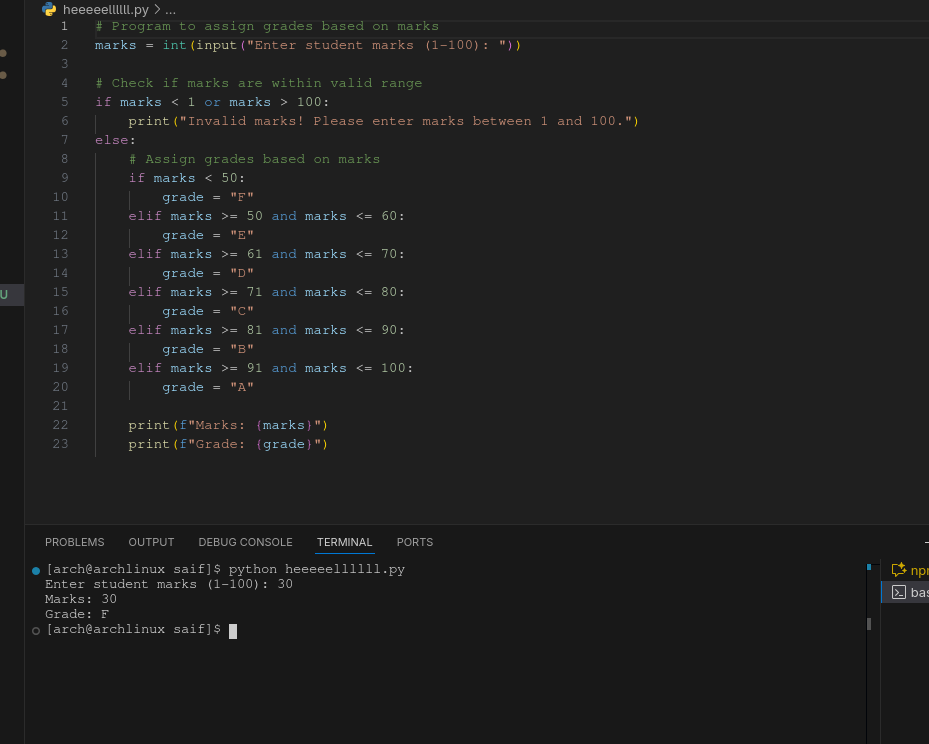 heeeeellllll.py > ...
1 # Program to assign grades based on marks
2 marks = int(input("Enter student marks (1-100): "))
3
4 # Check if marks are within valid range
5 if marks < 1 or marks > 100:
6     print("Invalid marks! Please enter marks between 1 and 100.")
7 else:
8     # Assign grades based on marks
9     if marks < 50:
10         grade = "F"
11     elif marks >= 50 and marks <= 60:
12         grade = "E"
13     elif marks >= 61 and marks <= 70:
14         grade = "D"
15     elif marks >= 71 and marks <= 80:
16         grade = "C"
17     elif marks >= 81 and marks <= 90:
18         grade = "B"
U
19     elif marks >= 91 and marks <= 100:
20         grade = "A"
21
22     print(f"Marks: {marks}")
23     print(f"Grade: {grade}")
PROBLEMS OUTPUT DEBUG CONSOLE TERMINAL PORTS
[arch@archlinux saif]$ python heeeeellllll.py
Enter student marks (1-100): 30
Marks: 30
Grade: F
[arch@archlinux saif]$
npr
bas